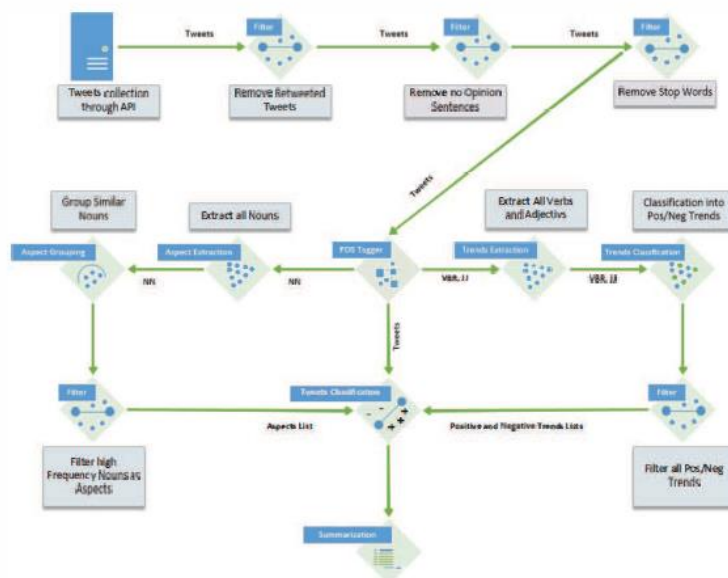 Tweets
Tweets
Tweets
Filter
Filter
Filter
Tweets collection
through API
Remove Retweeted
Tweets
Remove no Opinion
Sentences
Remove Stop Words
Tweets
Group Similar
Nouns
Extract all Nouns
Extract All Verbs
and Adjectivs
Classification into
Pos/Neg Trends
Aspect Grouping
Aspect Extraction
POS Tagger
Trends Extraction
Trends Classification
NN
NN
VBR, JJ
VBR, JJ
Tweets
Filter
Tweets Classification
Filter
Aspects List
Positive and Negative Trends Lists
Filter high
Frequency Nouns as
Aspects
Filter all Pos/Neg
Trends
Summarization